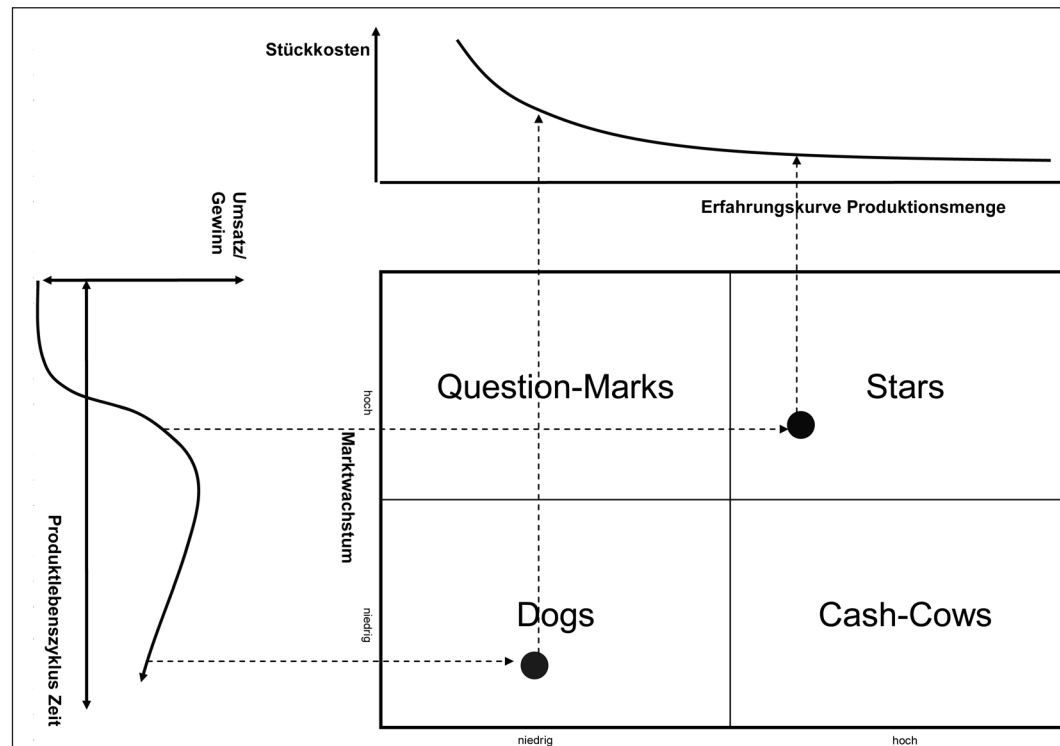 Stückkosten
Erfahrungskurve Produktionsmenge
Umsatz/
Gewinn
Question-Marks
Stars
hoch
Marktwachstum
Produktlebenszyklus Zeit
niedrig
Dogs
Cash-Cows
niedrig
hoch